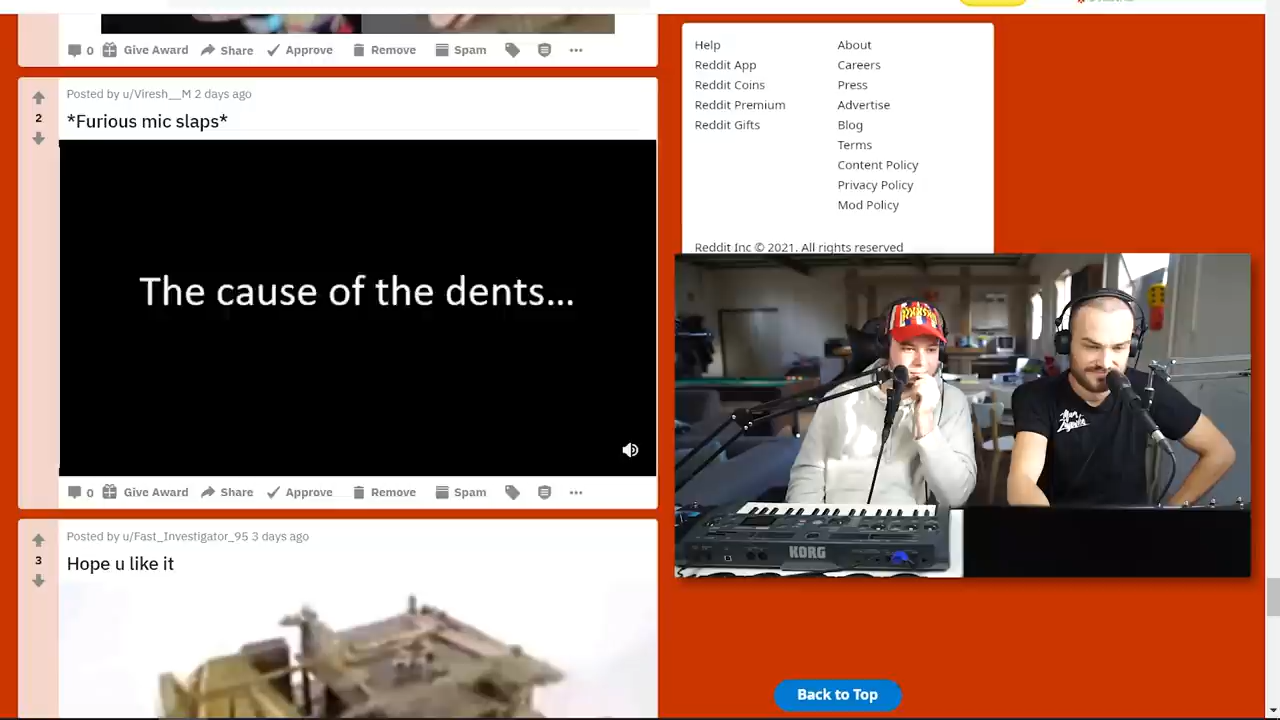 0 Give Award Share Approve Remove Spam
Posted by u/Viresh__M 2 days ago
2
*Furious mic slaps*
The cause of the dents...
0 Give Award Share Approve Remove Spam
Posted by u/Fast_Investigator_95 3 days ago
3
Hope u like it
Help
Reddit App
Reddit Coins
Reddit Premium
Reddit Gifts
About
Careers
Press
Advertise
Blog
Terms
Content Policy
Privacy Policy
Mod Policy
Reddit Inc © 2021. All rights reserved
KORG
Back to Top